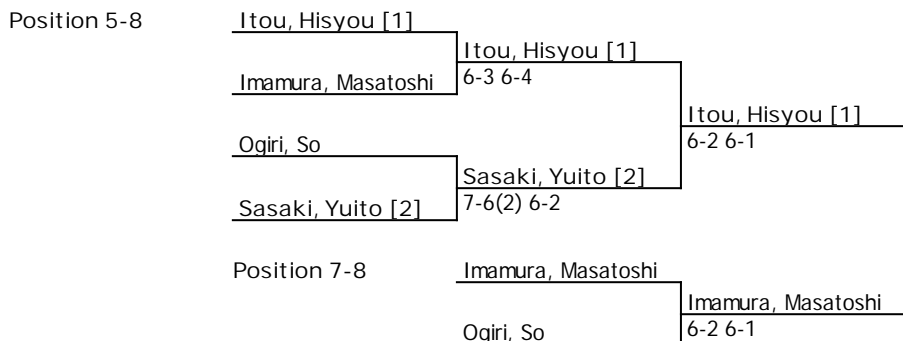 Position 5-8
Itou, Hisyou [1]
Itou, Hisyou [1]
Imamura, Masatoshi
6-3 6-4
Itou, Hisyou [1]
6-2 6-1
Ogiri, So
Sasaki, Yuito [2]
7-6(2) 6-2
Sasaki, Yuito [2]
Position 7-8
Imamura, Masatoshi
Imamura, Masatoshi
6-2 6-1
Ogiri, So